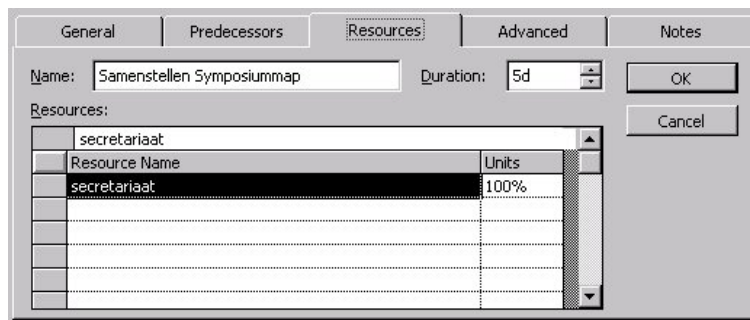 General Predecessors Resources Advanced Notes
Name: Samenstellen Symposiummap Duration: 5d OK
Resources: Cancel
secretariaat
Resource Name Units
secretariaat 100%